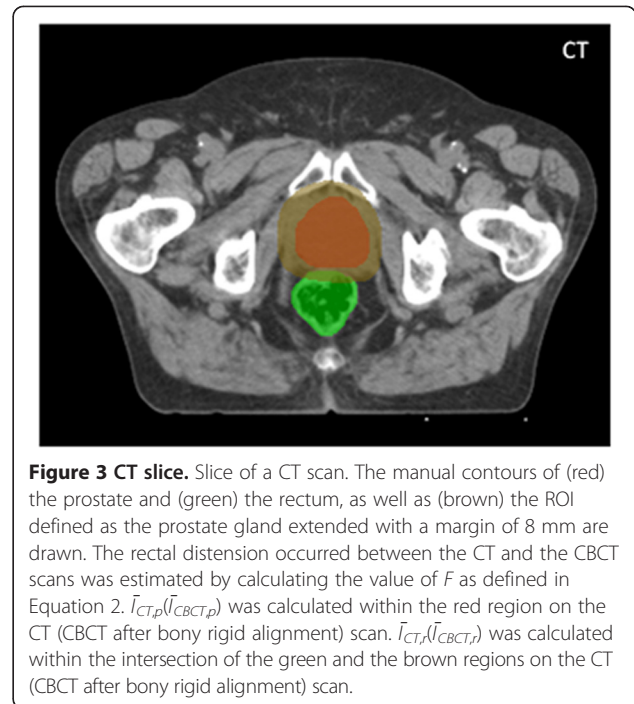 CT
Figure 3 CT slice. Slice of a CT scan. The manual contours of (red)
the prostate and (green) the rectum, as well as (brown) the ROI
defined as the prostate gland extended with a margin of 8 mm are
drawn. The rectal distension occurred between the CT and the CBCT
scans was estimated by calculating the value of F as defined in
Equation 2. Ī_CT,p(Ī_CBCT,p) was calculated within the red region on the
CT (CBCT after bony rigid alignment) scan. Ī_CT,r(Ī_CBCT,r) was calculated
within the intersection of the green and the brown regions on the CT
(CBCT after bony rigid alignment) scan.